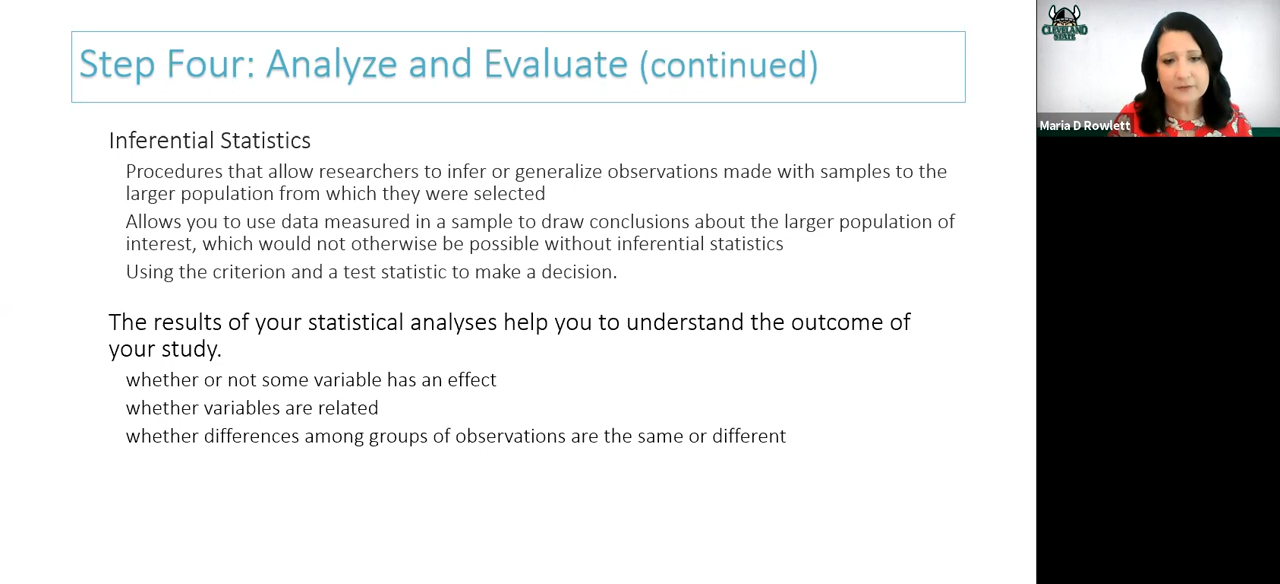 Step Four: Analyze and Evaluate (continued)
Inferential Statistics
Procedures that allow researchers to infer or generalize observations made with samples to the
larger population from which they were selected
Allows you to use data measured in a sample to draw conclusions about the larger population of
interest, which would not otherwise be possible without inferential statistics
Using the criterion and a test statistic to make a decision.
The results of your statistical analyses help you to understand the outcome of
your study.
whether or not some variable has an effect
whether variables are related
whether differences among groups of observations are the same or different
CLEVELAND
STATE
Maria D Rowlett